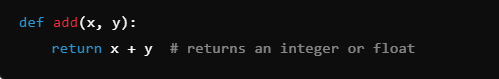 def add(x, y):
    return x + y  # returns an integer or float